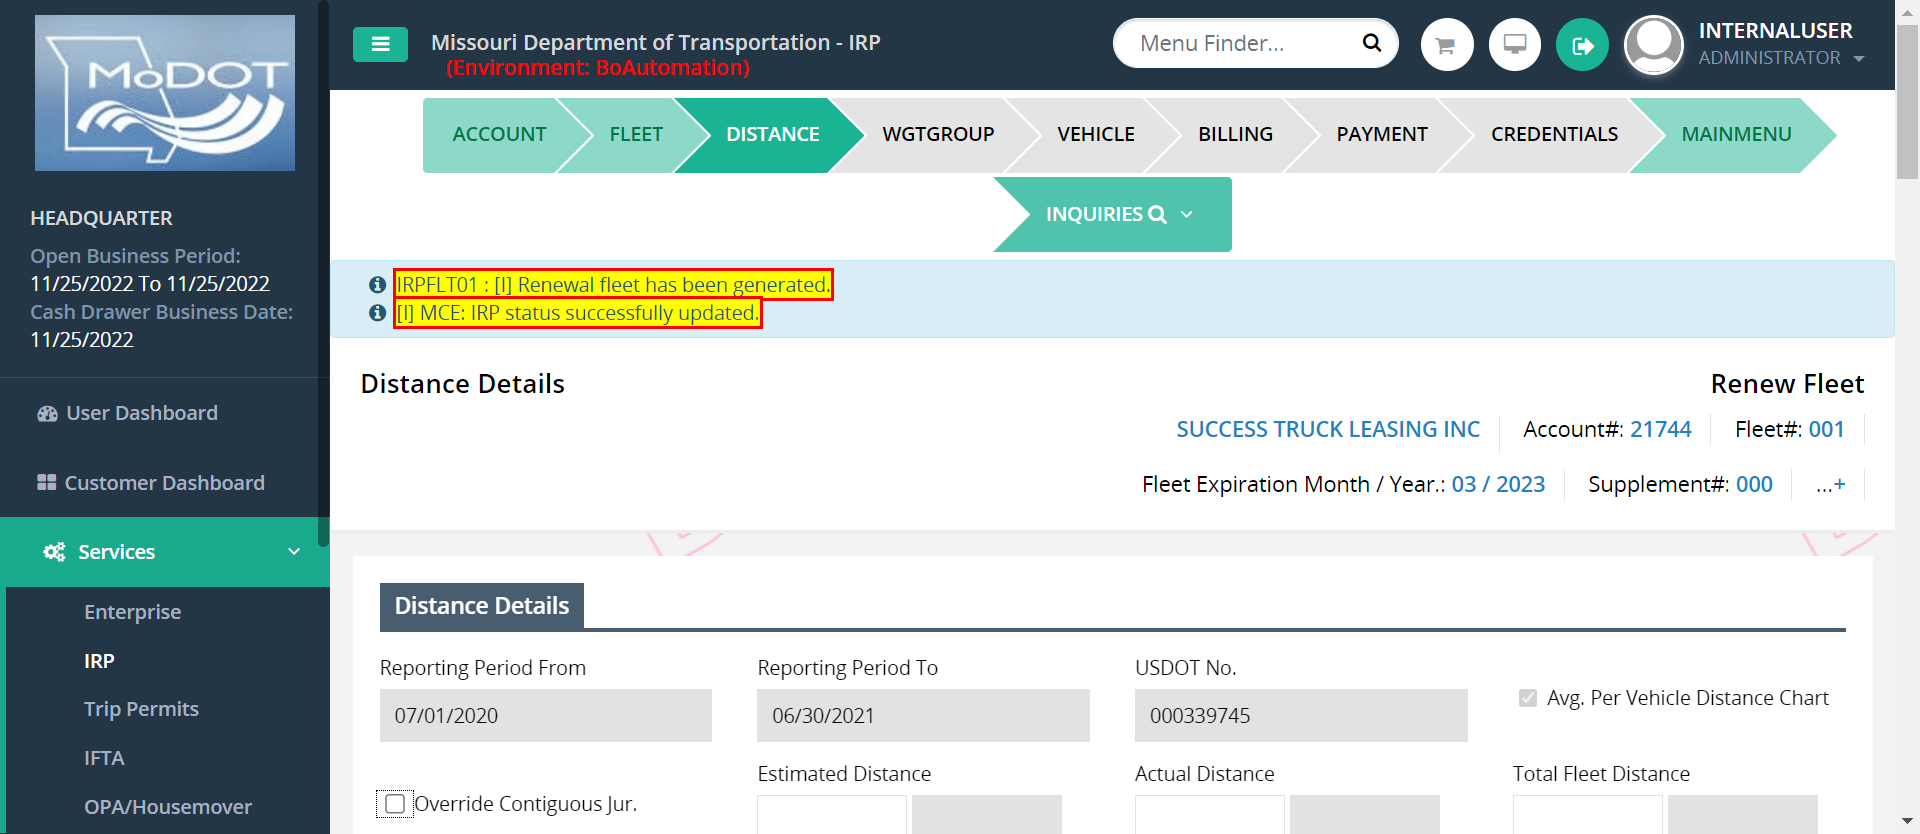 MoDOT
Missouri Department of Transportation - IRP
(Environment: BoAutomation)
Menu Finder...
INTERNALUSER
ADMINISTRATOR
HEADQUARTER
Open Business Period:
11/25/2022 To 11/25/2022
Cash Drawer Business Date:
11/25/2022
User Dashboard
Customer Dashboard
Services
Enterprise
IRP
Trip Permits
IFTA
OPA/Housemover
ACCOUNT FLEET DISTANCE WGTGROUP VEHICLE BILLING PAYMENT CREDENTIALS MAINMENU
INQUIRIES
IRPFLT01 : [I] Renewal fleet has been generated.
[I] MCE: IRP status successfully updated.
Distance Details
Renew Fleet
SUCCESS TRUCK LEASING INC Account#: 21744 Fleet#: 001
Fleet Expiration Month / Year.: 03 / 2023 Supplement#: 000 ...+
Distance Details
Reporting Period From Reporting Period To USDOT No.
07/01/2020 06/30/2021 000339745 Avg. Per Vehicle Distance Chart
Override Contiguous Jur. Estimated Distance Actual Distance Total Fleet Distance